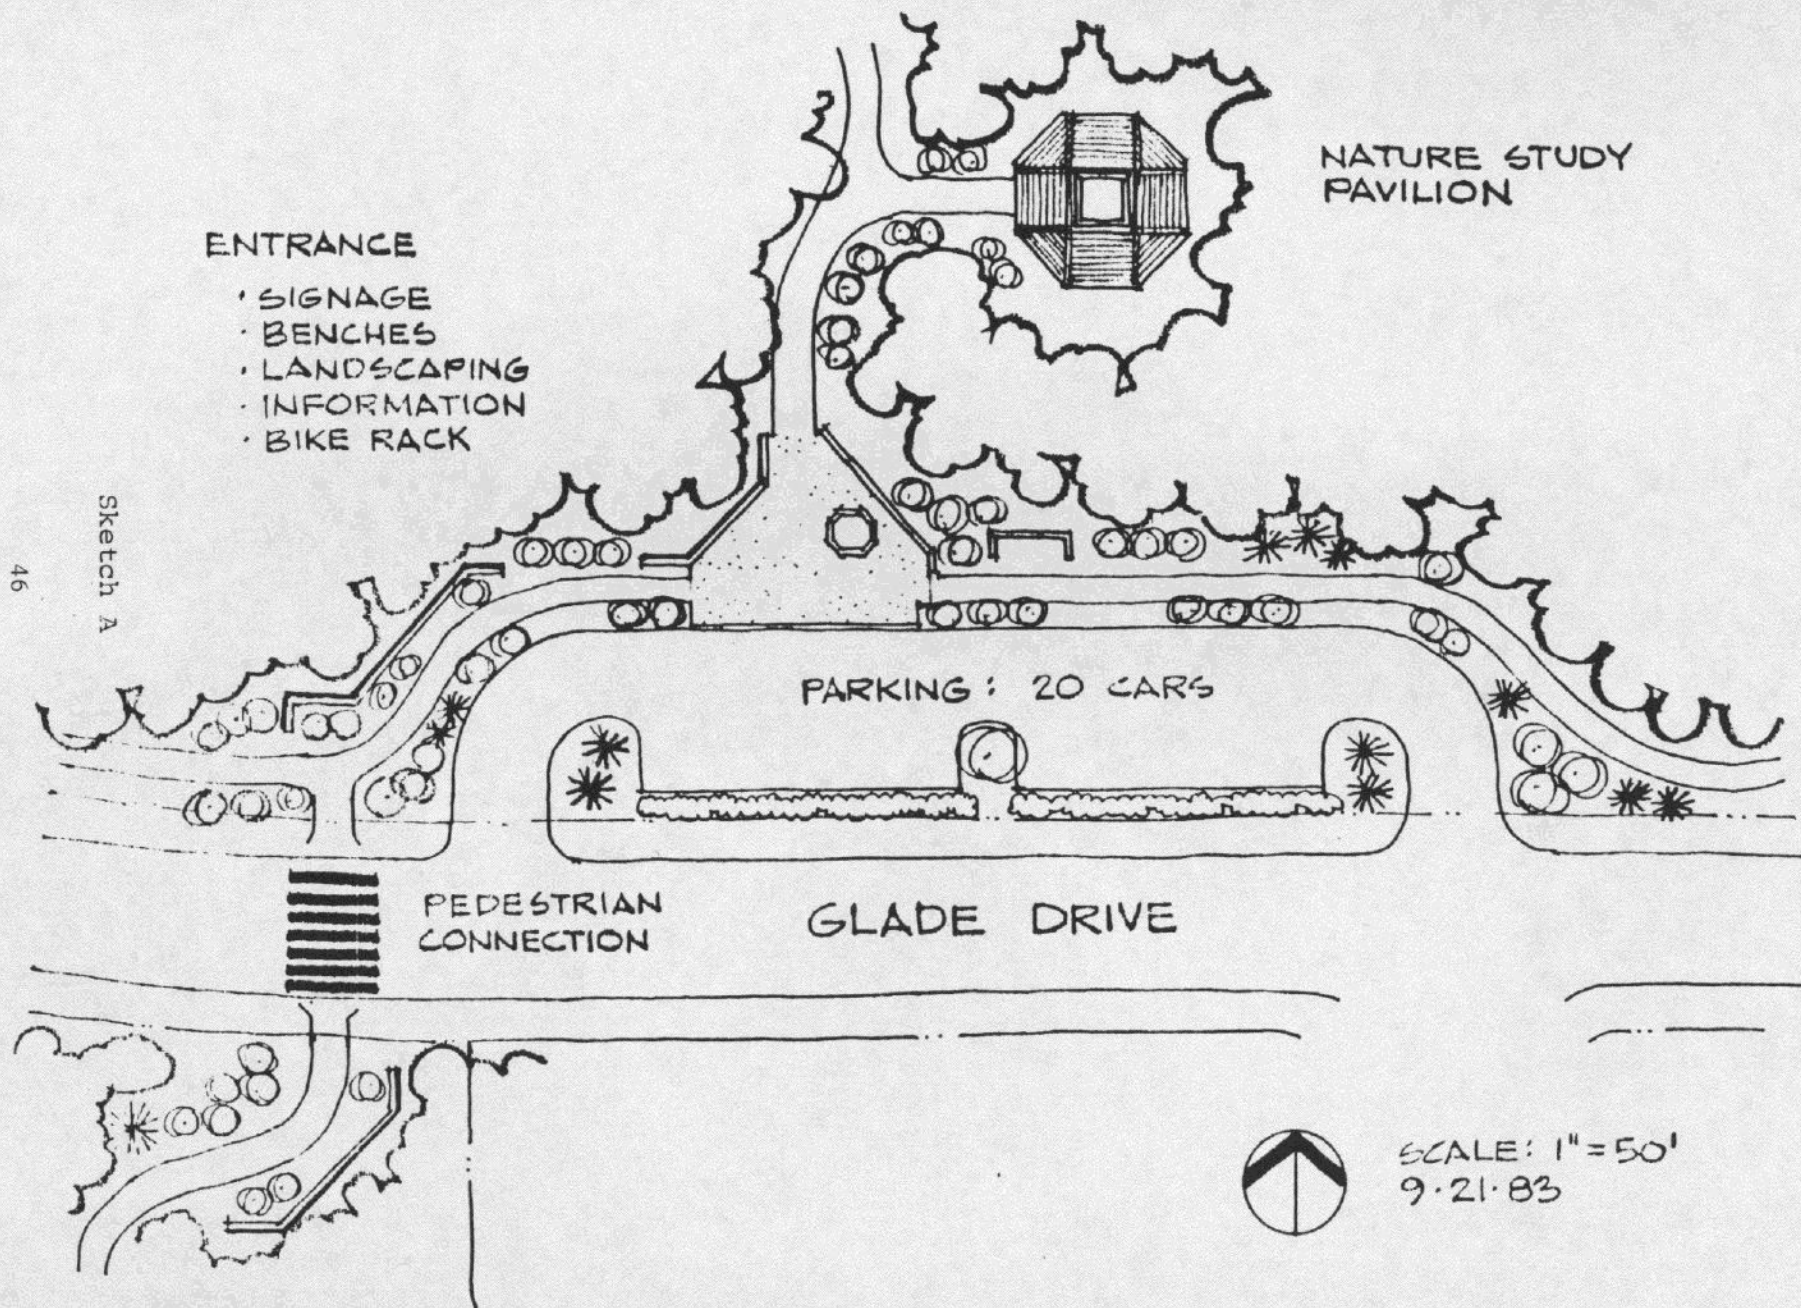 NATURE STUDY
PAVILION
ENTRANCE
· SIGNAGE
· BENCHES
· LANDSCAPING
· INFORMATION
· BIKE RACK
Sketch A
46
PARKING: 20 CARS
PEDESTRIAN
CONNECTION
GLADE DRIVE
SCALE: 1"=50'
9·21·83